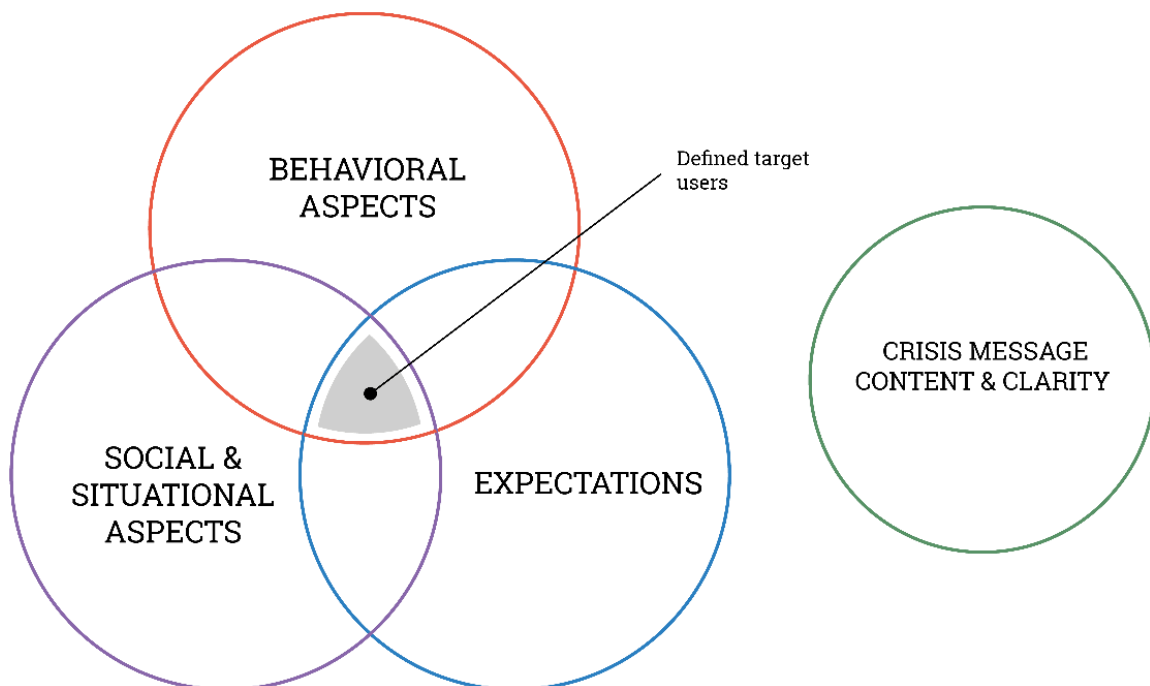 BEHAVIORAL
ASPECTS
Defined target
users
CRISIS MESSAGE
CONTENT & CLARITY
SOCIAL &
SITUATIONAL
ASPECTS
EXPECTATIONS